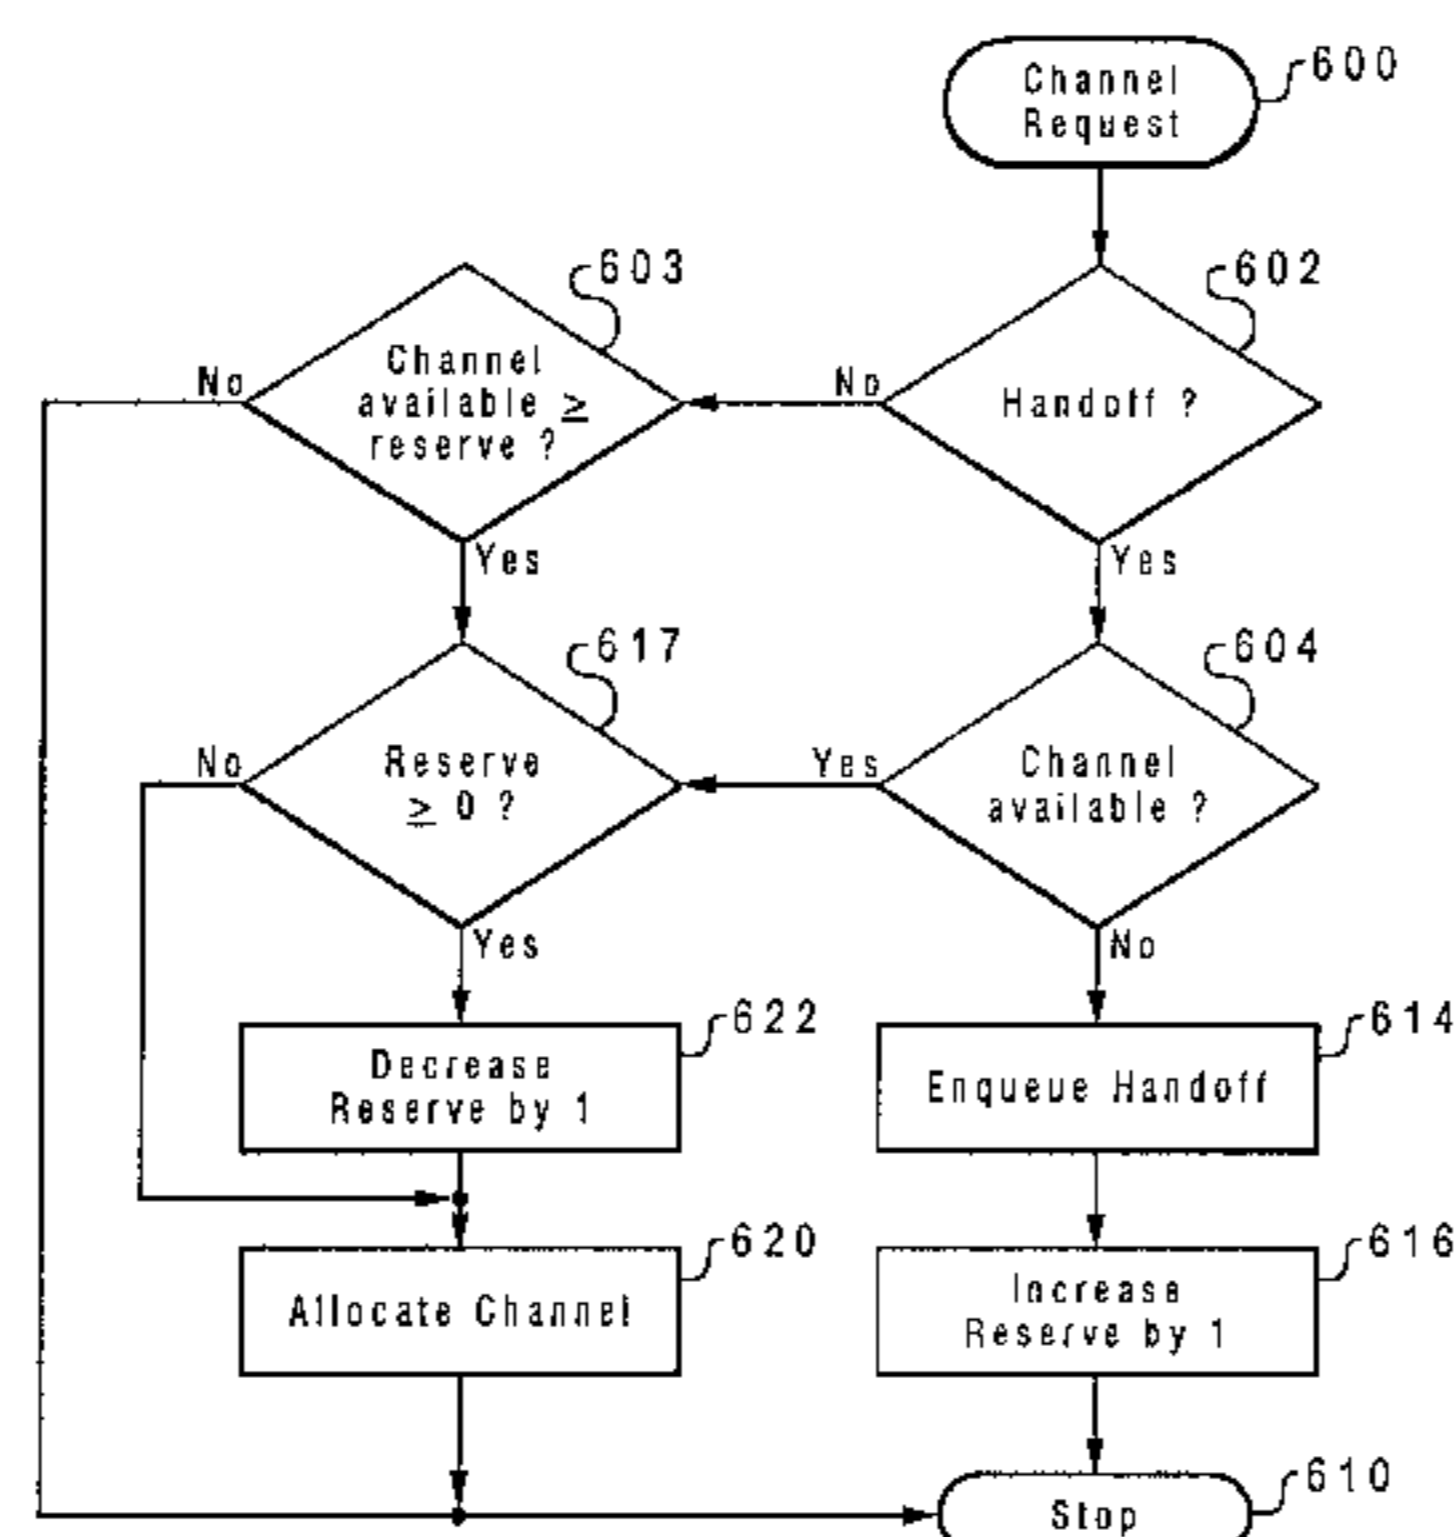 Channel
Request
600
603
602
Channel
available ≥
reserve ?
No
No
Handoff ?
Yes
Yes
617
604
No
Reserve
≥ 0 ?
Yes
Channel
available ?
Yes
No
622
614
Decrease
Reserve by 1
Enqueue Handoff
620
616
Allocate Channel
Increase
Reserve by 1
610
Stop